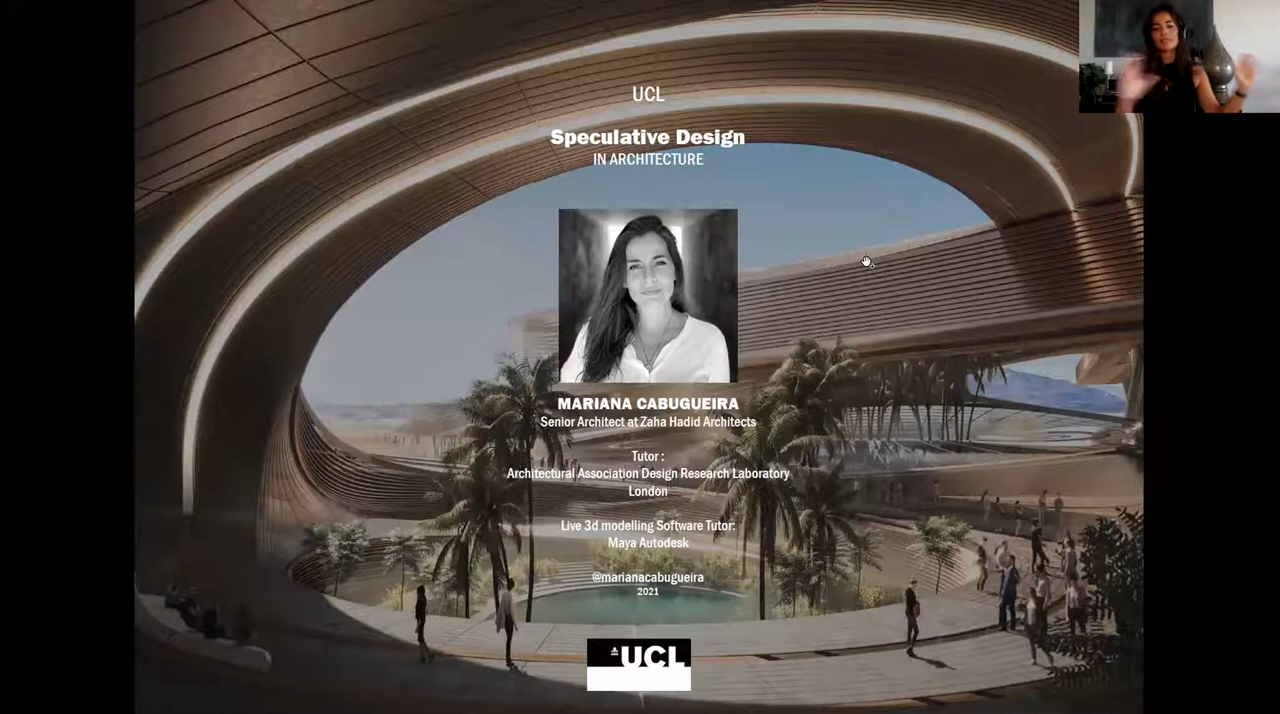 UCL
Speculative Design
IN ARCHITECTURE
MARIANA CABUGUEIRA
Senior Architect at Zaha Hadid Architects
Tutor :
Architectural Association Design Research Laboratory
London
Live 3d modelling Software Tutor:
Maya Autodesk
@marianacabugueira
2021
UCL